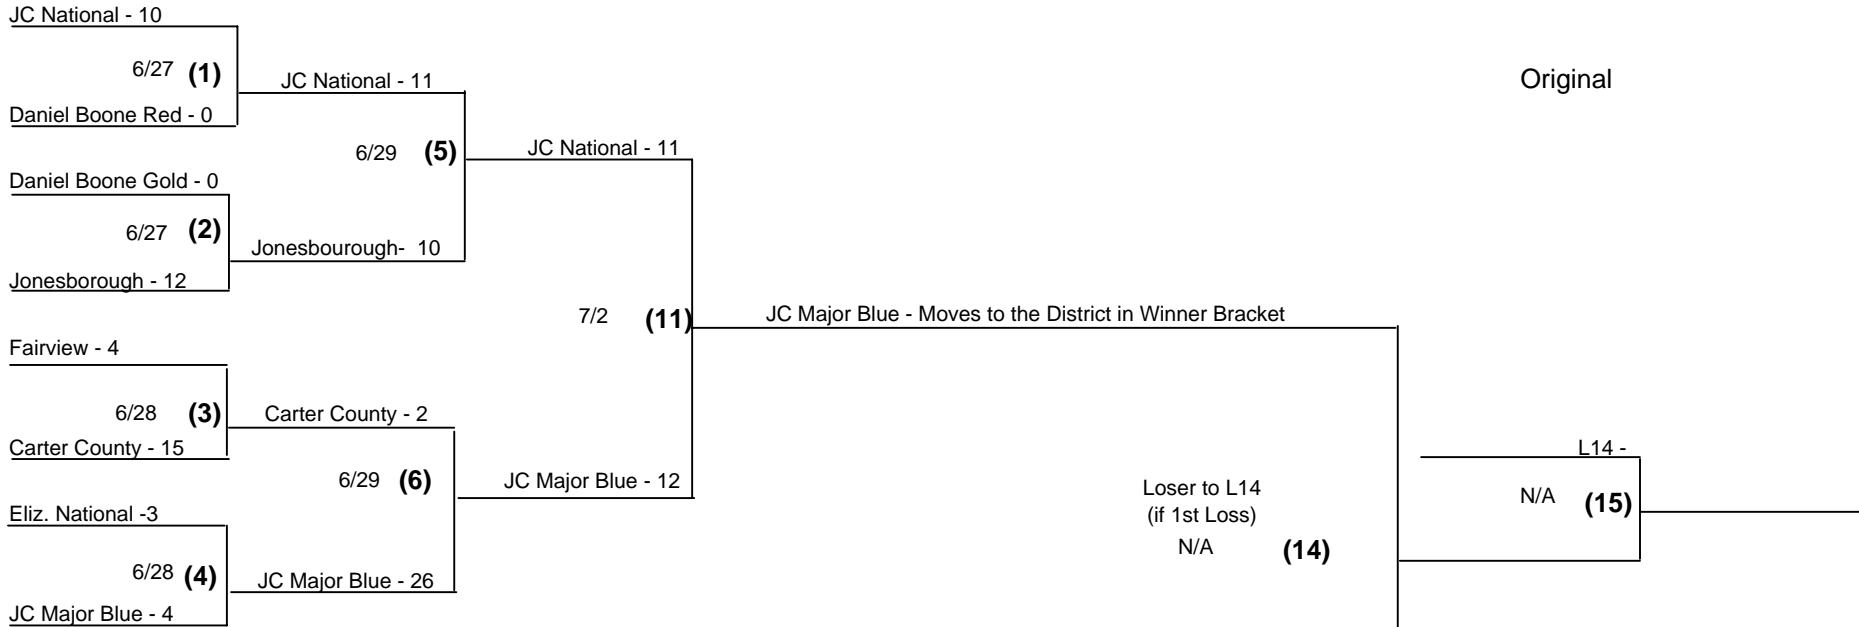 JC National - 10
6/27 (1)
Daniel Boone Red - 0
JC National - 11
Original
Daniel Boone Gold - 0
6/27 (2)
Jonesborough - 12
6/29 (5)
Jonesbourough-  10
JC National - 11
Fairview - 4
6/28 (3)
Carter County - 15
7/2 (11)
JC Major Blue - Moves to the District in Winner Bracket
Carter County - 2
6/29 (6)
JC Major Blue - 12
Eliz. National -3
6/28 (4)
JC Major Blue - 4
JC Major Blue - 26
Loser to L14
(if 1st Loss)
N/A (14)
L14 -
N/A (15)